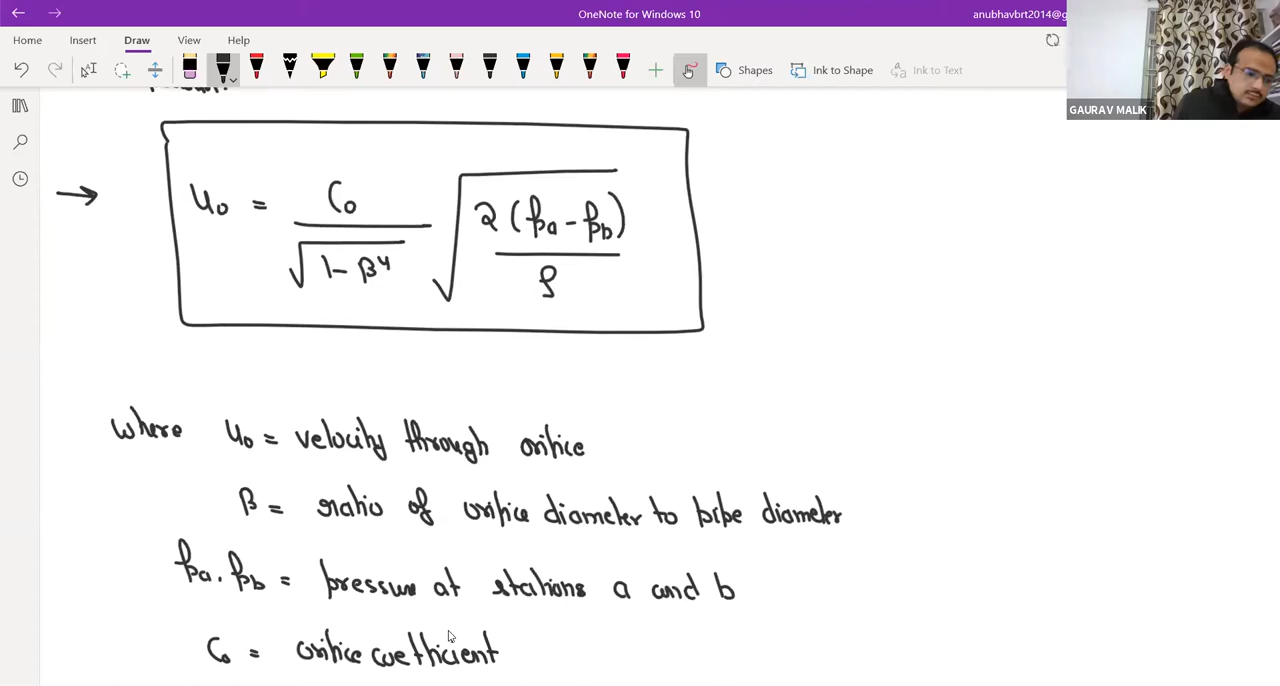 OneNote for Windows 10
anubhavbrt2014@g
Home Insert Draw View Help
Shapes Ink to Shape Ink to Text
GAURAV MALIK
→ u₀ = C₀ / √(1 - β⁴) √(2 (pa - pb) / ρ)
where u₀ = velocity through orifice
β = ratio of orifice diameter to pipe diameter
pa, pb = pressure at stations a and b
C₀ = orifice coefficient